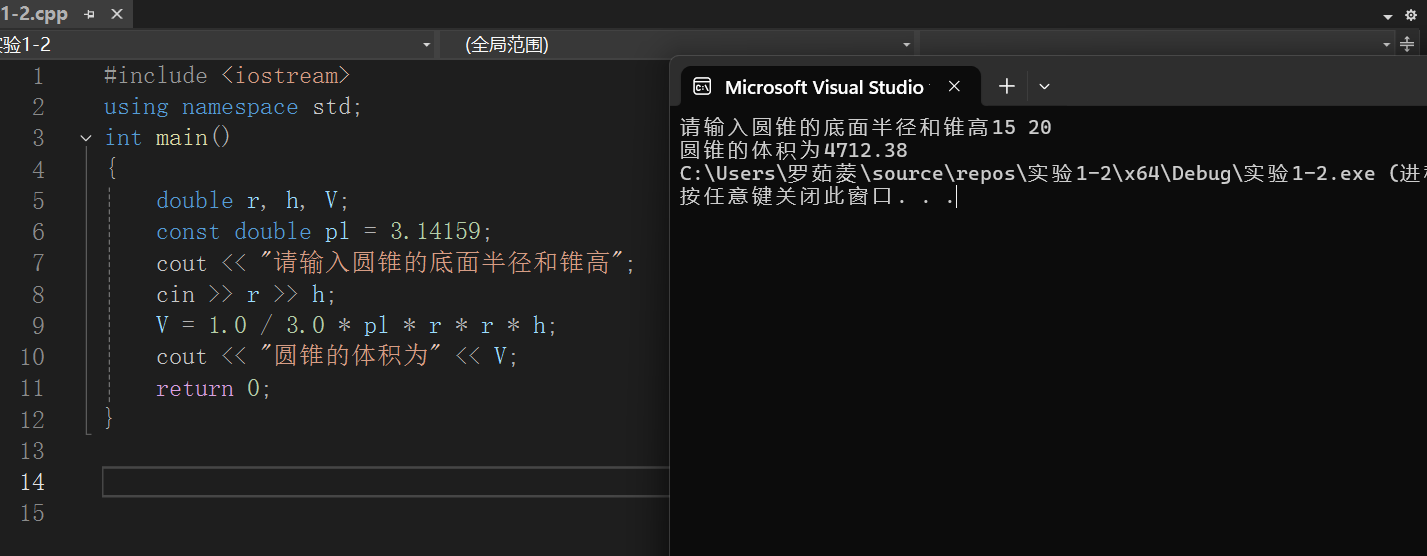 1-2.cpp
实验1-2
(全局范围)
1 #include <iostream>
2 using namespace std;
3 int main()
4 {
5 double r, h, V;
6 const double pl = 3.14159;
7 cout << "请输入圆锥的底面半径和锥高";
8 cin >> r >> h;
9 V = 1.0 / 3.0 * pl * r * r * h;
10 cout << "圆锥的体积为" << V;
11 return 0;
12 }
13
14
15
Microsoft Visual Studio
请输入圆锥的底面半径和锥高15 20
圆锥的体积为4712.38
C:\Users\罗茹菱\source\repos\实验1-2\x64\Debug\实验1-2.exe (进
按任意键关闭此窗口. . .